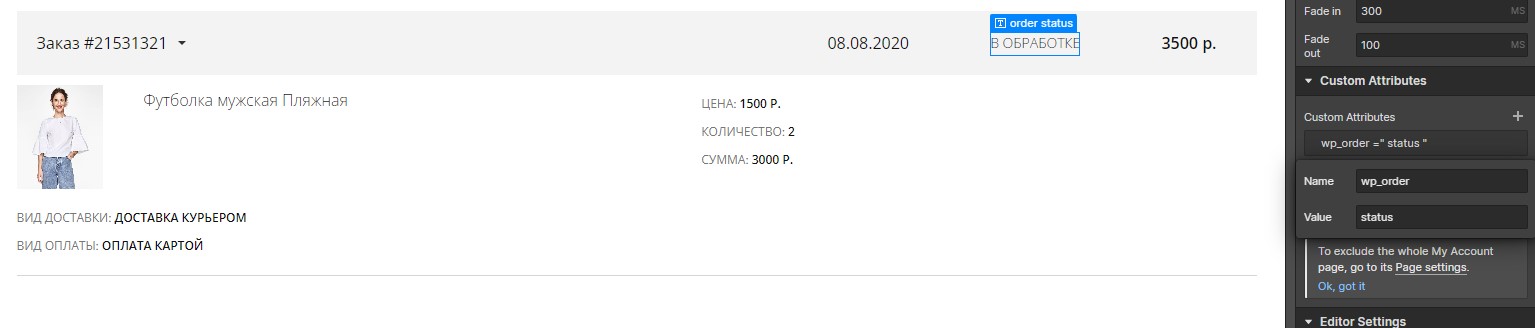 Заказ #21531321
08.08.2020
order status
В ОБРАБОТКЕ
3500 р.
Футболка мужская Пляжная
ЦЕНА: 1500 Р.
КОЛИЧЕСТВО: 2
СУММА: 3000 Р.
ВИД ДОСТАВКИ: ДОСТАВКА КУРЬЕРОМ
ВИД ОПЛАТЫ: ОПЛАТА КАРТОЙ
Fade in 300 MS
Fade out 100 MS
Custom Attributes
Custom Attributes +
wp_order =" status "
Name wp_order
Value status
To exclude the whole My Account
page, go to its Page settings.
Ok, got it
Editor Settings